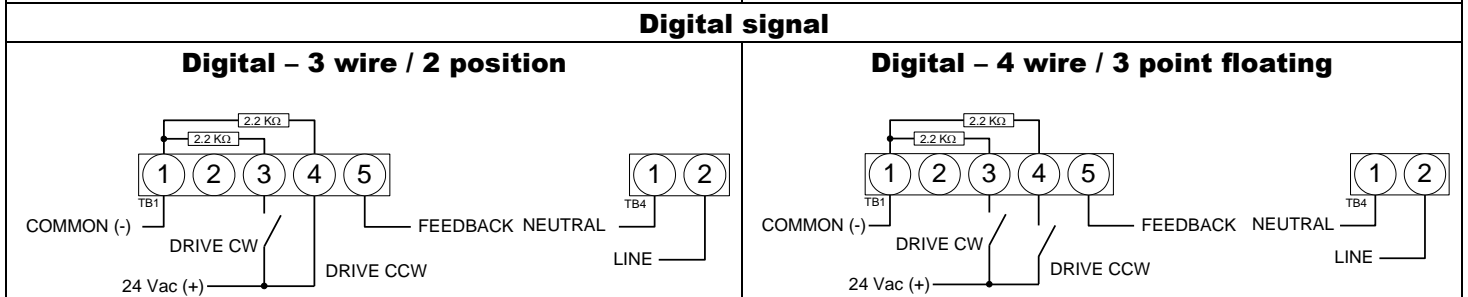 Digital signal
Digital – 3 wire / 2 position
2.2 KΩ
2.2 KΩ
1 2 3 4 5
TB1
1 2
TB4
COMMON (-)
FEEDBACK
NEUTRAL
DRIVE CW
LINE
DRIVE CCW
24 Vac (+)
Digital – 4 wire / 3 point floating
2.2 KΩ
2.2 KΩ
1 2 3 4 5
TB1
1 2
TB4
COMMON (-)
FEEDBACK
NEUTRAL
DRIVE CW
LINE
DRIVE CCW
24 Vac (+)